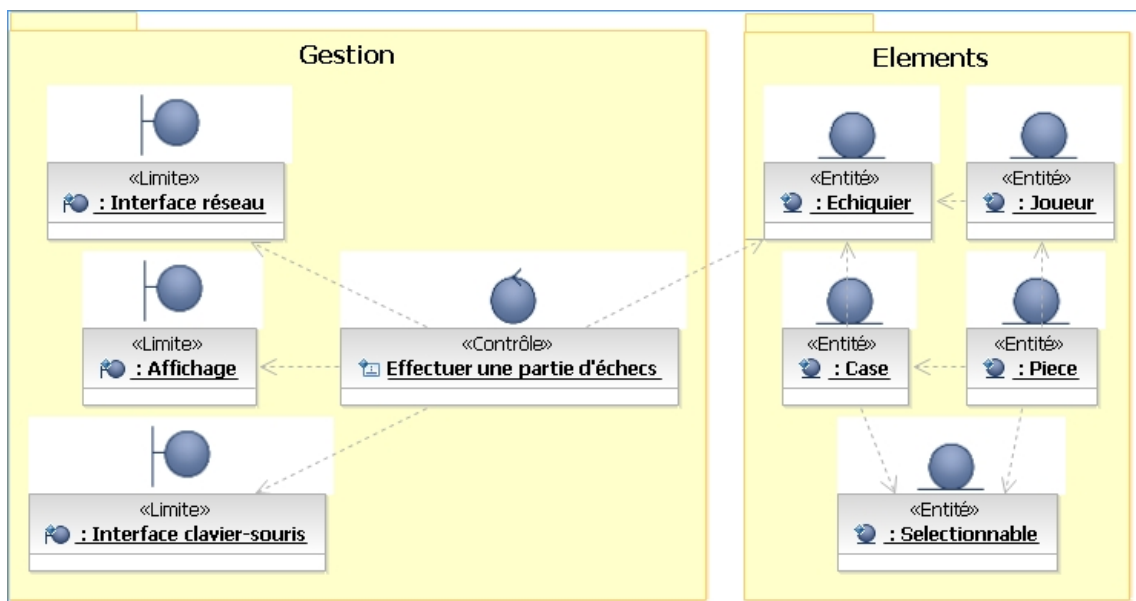 Gestion
«Limite»
: Interface réseau
«Limite»
: Affichage
«Contrôle»
Effectuer une partie d'échecs
«Limite»
: Interface clavier-souris
Elements
«Entité»
: Echiquier
«Entité»
: Joueur
«Entité»
: Case
«Entité»
: Piece
«Entité»
: Selectionnable